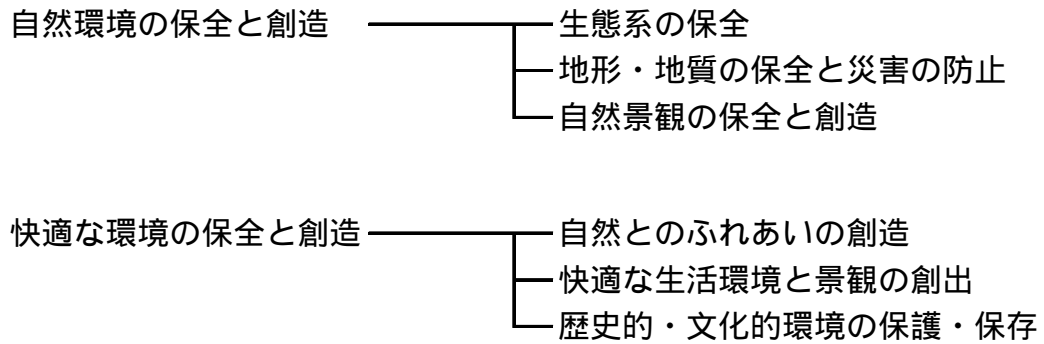 自然環境の保全と創造
生態系の保全
地形・地質の保全と災害の防止
自然景観の保全と創造
快適な環境の保全と創造
自然とのふれあいの創造
快適な生活環境と景観の創出
歴史的・文化的環境の保護・保存